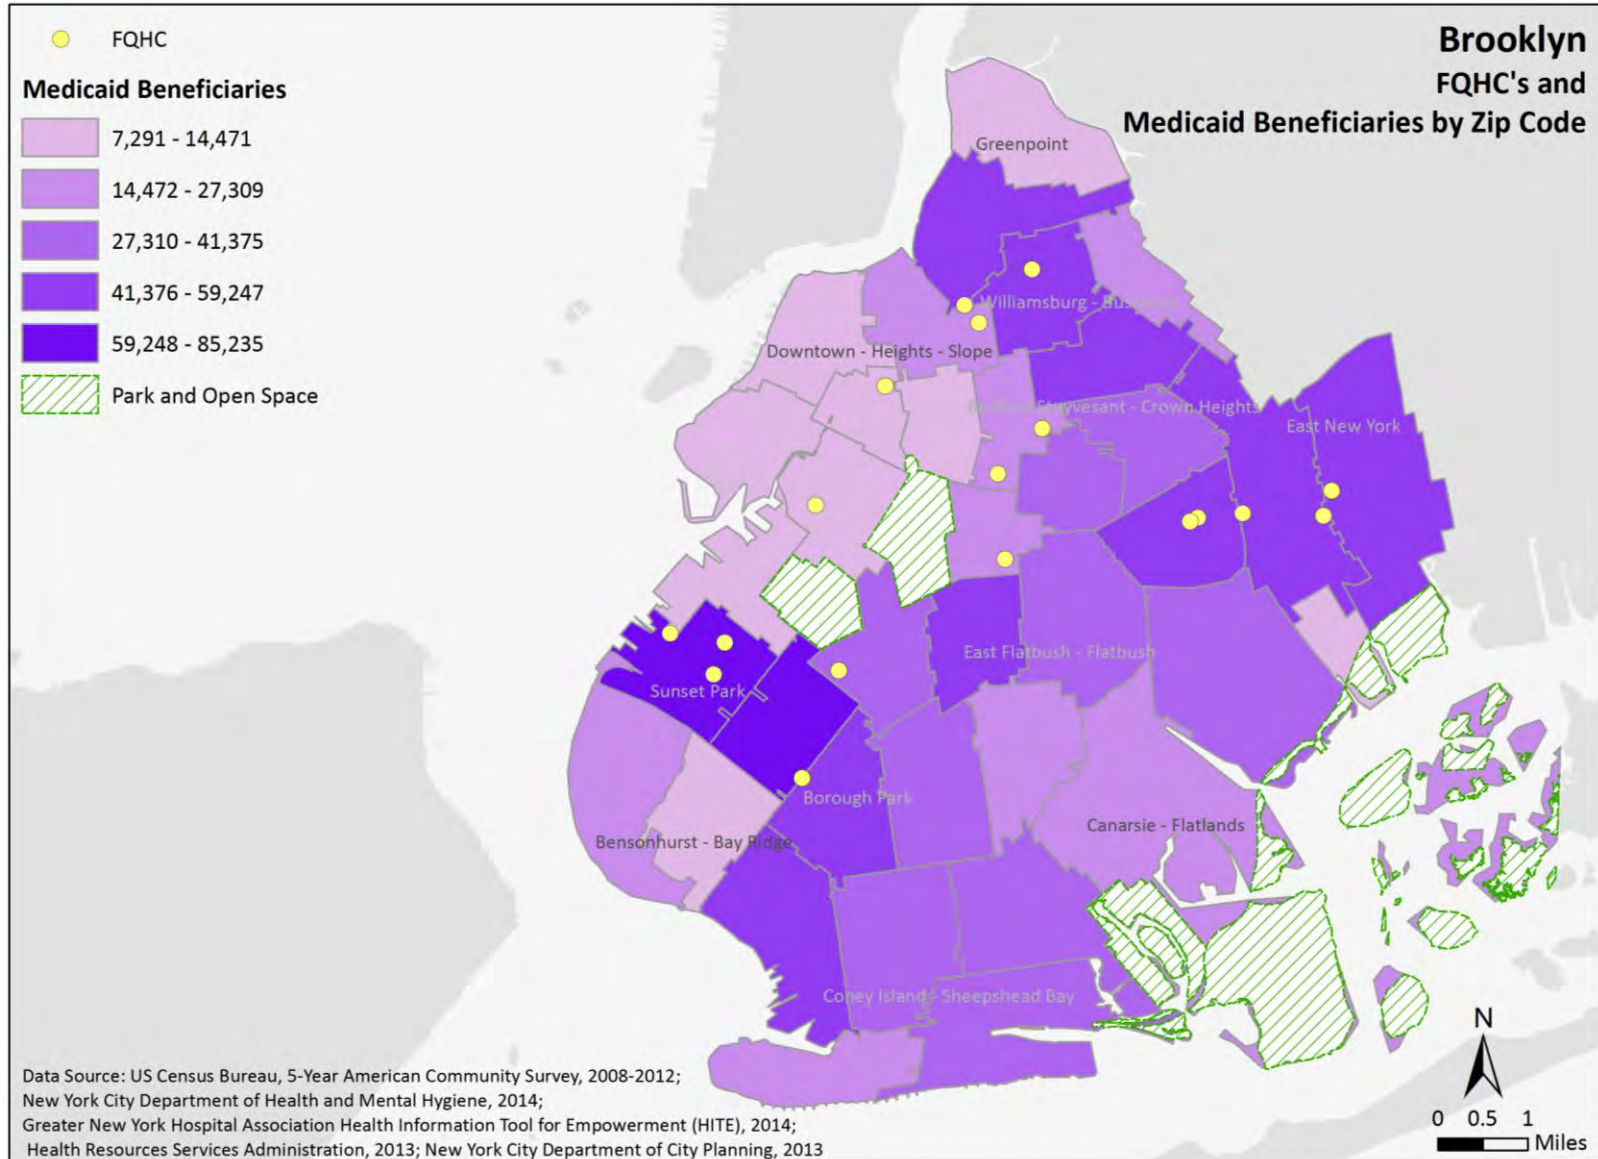 FQHC
Medicaid Beneficiaries
7,291 - 14,471
14,472 - 27,309
27,310 - 41,375
41,376 - 59,247
59,248 - 85,235
Park and Open Space
Brooklyn
FQHC's and
Medicaid Beneficiaries by Zip Code
Greenpoint
Williamsburg -
Downtown - Heights - Slope
Stuyvesant - Crown Heights
East New York
East Flatbush - Flatbush
Sunset Park
Borough Park
Bensonhurst - Bay Ridge
Canarsie - Flatlands
Coney Island - Sheepshead Bay
Data Source: US Census Bureau, 5-Year American Community Survey, 2008-2012;
New York City Department of Health and Mental Hygiene, 2014;
Greater New York Hospital Association Health Information Tool for Empowerment (HITE), 2014;
Health Resources Services Administration, 2013; New York City Department of City Planning, 2013
N
0 0.5 1
Miles